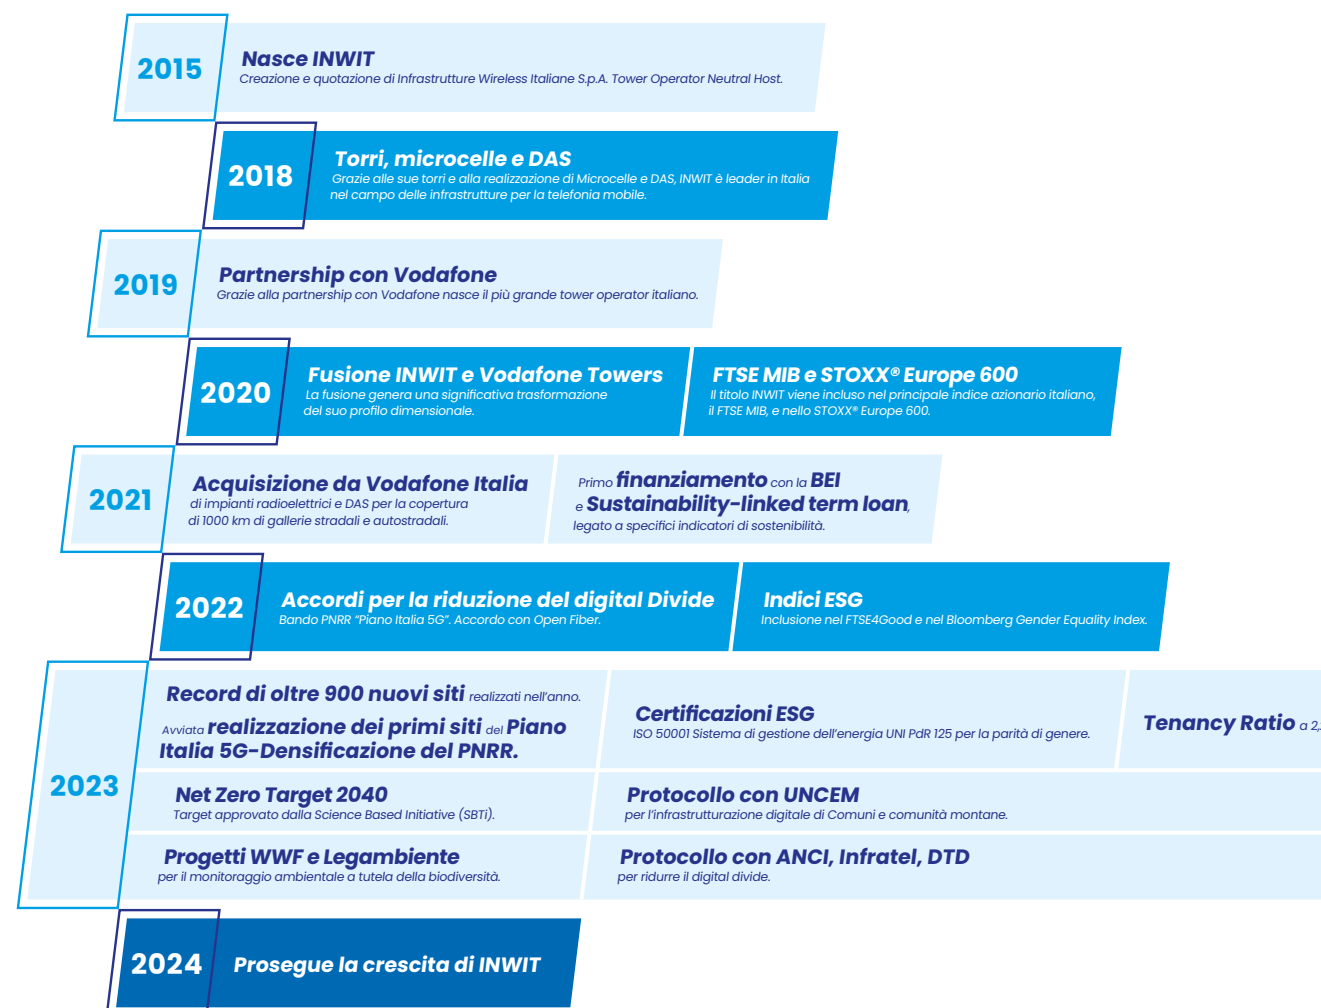 2015
Nasce INWIT
Creazione e quotazione di Infrastrutture Wireless Italiane S.p.A. Tower Operator Neutral Host.
2018
Torri, microcelle e DAS
Grazie alle sue torri e alla realizzazione di Microcelle e DAS, INWIT è leader in Italia
nel campo delle infrastrutture per la telefonia mobile.
2019
Partnership con Vodafone
Grazie alla partnership con Vodafone nasce il più grande tower operator italiano.
2020
Fusione INWIT e Vodafone Towers
La fusione genera una significativa trasformazione
del suo profilo dimensionale.
FTSE MIB e STOXX® Europe 600
Il titolo INWIT viene incluso nel principale indice azionario italiano,
il FTSE MIB, e nello STOXX® Europe 600.
2021
Acquisizione da Vodafone Italia
di impianti radioelettrici e DAS per la copertura
di 1000 km di gallerie stradali e autostradali.
Primo finanziamento con la BEI
e Sustainability-linked term loan,
legato a specifici indicatori di sostenibilità.
2022
Accordi per la riduzione del digital Divide
Bando PNRR “Piano Italia 5G”. Accordo con Open Fiber.
Indici ESG
Inclusione nel FTSE4Good e nel Bloomberg Gender Equality Index.
2023
Record di oltre 900 nuovi siti realizzati nell’anno.
Avviata realizzazione dei primi siti del Piano
Italia 5G-Densificazione del PNRR.
Certificazioni ESG
ISO 50001 Sistema di gestione dell’energia UNI PdR 125 per la parità di genere.
Tenancy Ratio a
Net Zero Target 2040
Target approvato dalla Science Based Initiative (SBTi).
Protocollo con UNCEM
per l’infrastrutturazione digitale di Comuni e comunità montane.
Progetti WWF e Legambiente
per il monitoraggio ambientale a tutela della biodiversità.
Protocollo con ANCI, Infratel, DTD
per ridurre il digital divide.
2024
Prosegue la crescita di INWIT